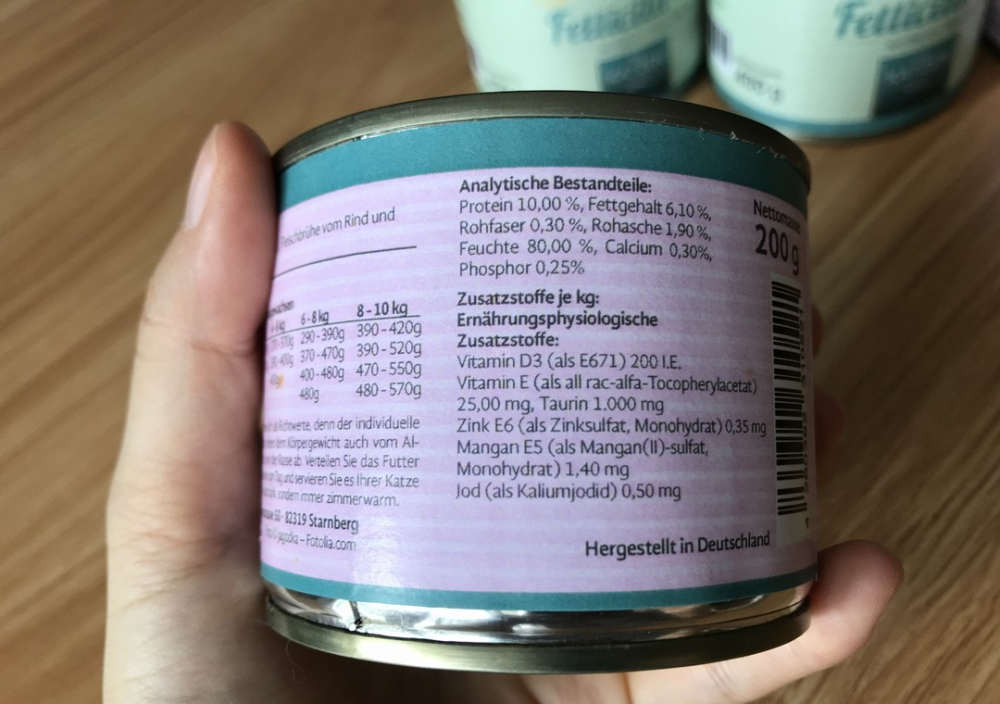 Fellicita
Fellicita
200 g
Fleischbrühe vom Rind und
6 - 8 kg 8 - 10 kg
290 - 390g 390 - 420g
370 - 470g 390 - 520g
400 - 480g 470 - 550g
480g 480 - 570g
Richtwerte, denn der individuelle
dem Körpergewicht auch vom Al-
der Rasse ab. Verteilen Sie das Futter
Tag und servieren Sie es Ihrer Katze
sondern immer zimmerwarm.
50 - 82319 Starnberg
– Fotolia.com
Analytische Bestandteile:
Protein 10,00 %, Fettgehalt 6,10 %,
Rohfaser 0,30 %, Rohasche 1,90 %,
Feuchte 80,00 %, Calcium 0,30%,
Phosphor 0,25%
Zusatzstoffe je kg:
Ernährungsphysiologische
Zusatzstoffe:
Vitamin D3 (als E671) 200 I.E.
Vitamin E (als all rac-alfa-Tocopherylacetat)
25,00 mg, Taurin 1.000 mg
Zink E6 (als Zinksulfat, Monohydrat) 0,35 mg
Mangan E5 (als Mangan(II)-sulfat,
Monohydrat) 1,40 mg
Jod (als Kaliumjodid) 0,50 mg
Hergestellt in Deutschland
Nettomasse
200 g